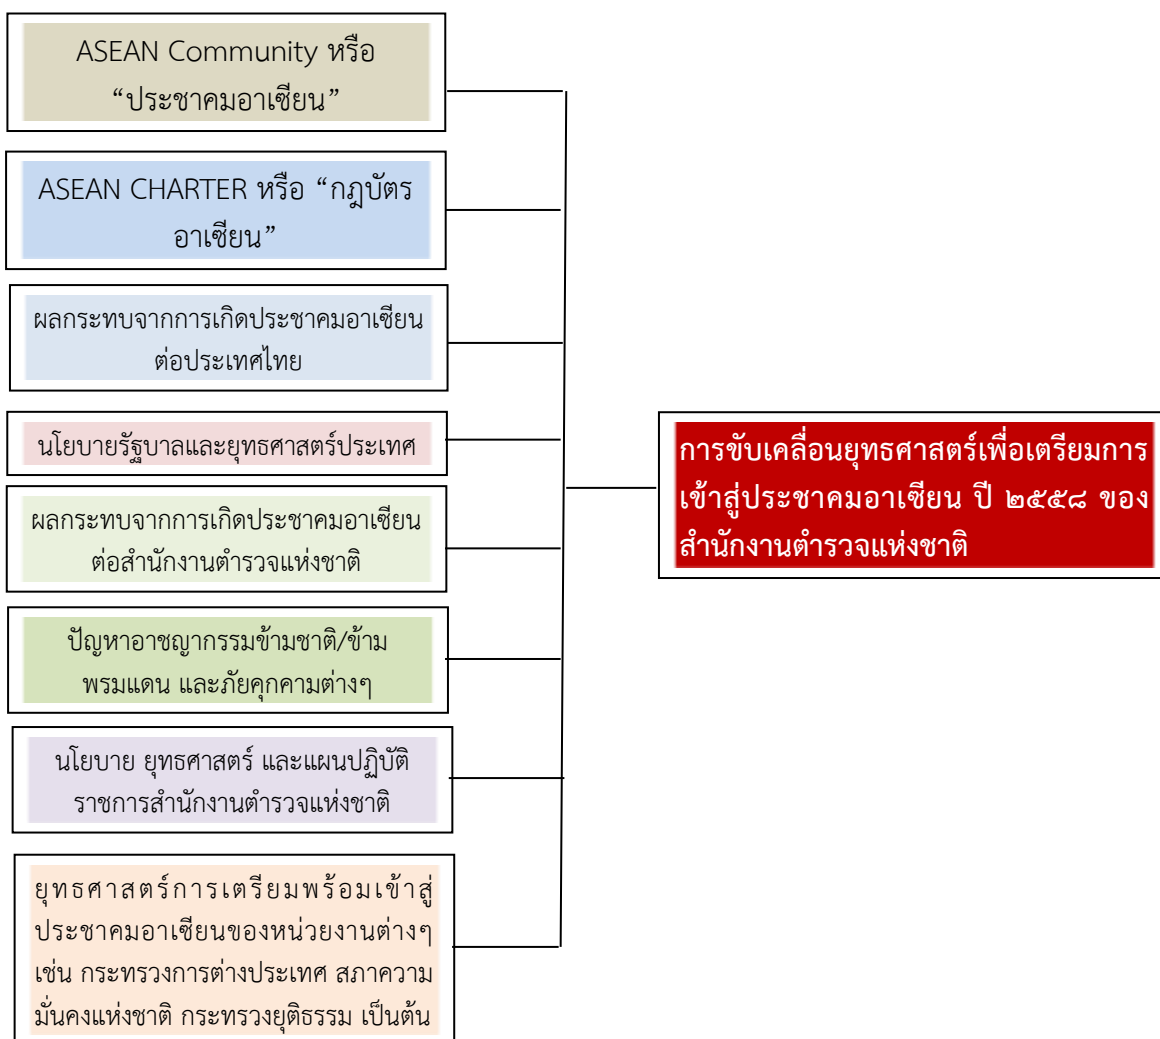 ASEAN Community หรือ
“ประชาคมอาเซียน”
ASEAN CHARTER หรือ “กฎบัตร
อาเซียน”
ผลกระทบจากการเกิดประชาคมอาเซียน
ต่อประเทศไทย
นโยบายรัฐบาลและยุทธศาสตร์ประเทศ
ผลกระทบจากการเกิดประชาคมอาเซียน
ต่อสำนักงานตำรวจแห่งชาติ
ปัญหาอาชญากรรมข้ามชาติ/ข้าม
พรมแดน และภัยคุกคามต่างๆ
นโยบาย ยุทธศาสตร์ และแผนปฏิบัติ
ราชการสำนักงานตำรวจแห่งชาติ
ยุทธศาสตร์การเตรียมพร้อมเข้าสู่
ประชาคมอาเซียนของหน่วยงานต่างๆ
เช่น กระทรวงการต่างประเทศ สภาความ
มั่นคงแห่งชาติ กระทรวงยุติธรรม เป็นต้น
การขับเคลื่อนยุทธศาสตร์เพื่อเตรียมการ
เข้าสู่ประชาคมอาเซียน ปี ๒๕๕๘ ของ
สำนักงานตำรวจแห่งชาติ